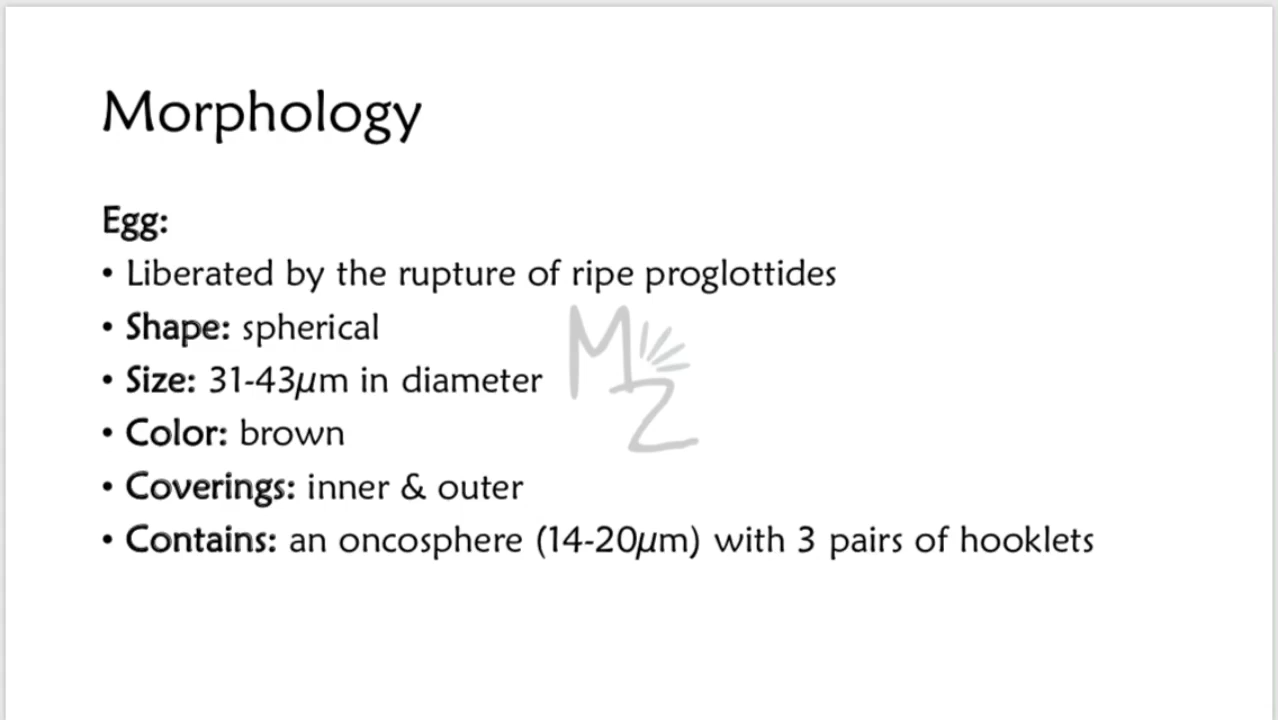 Morphology
Egg:
• Liberated by the rupture of ripe proglottides
• Shape: spherical
• Size: 31-43μm in diameter
• Color: brown
• Coverings: inner & outer
• Contains: an oncosphere (14-20μm) with 3 pairs of hooklets
MZ